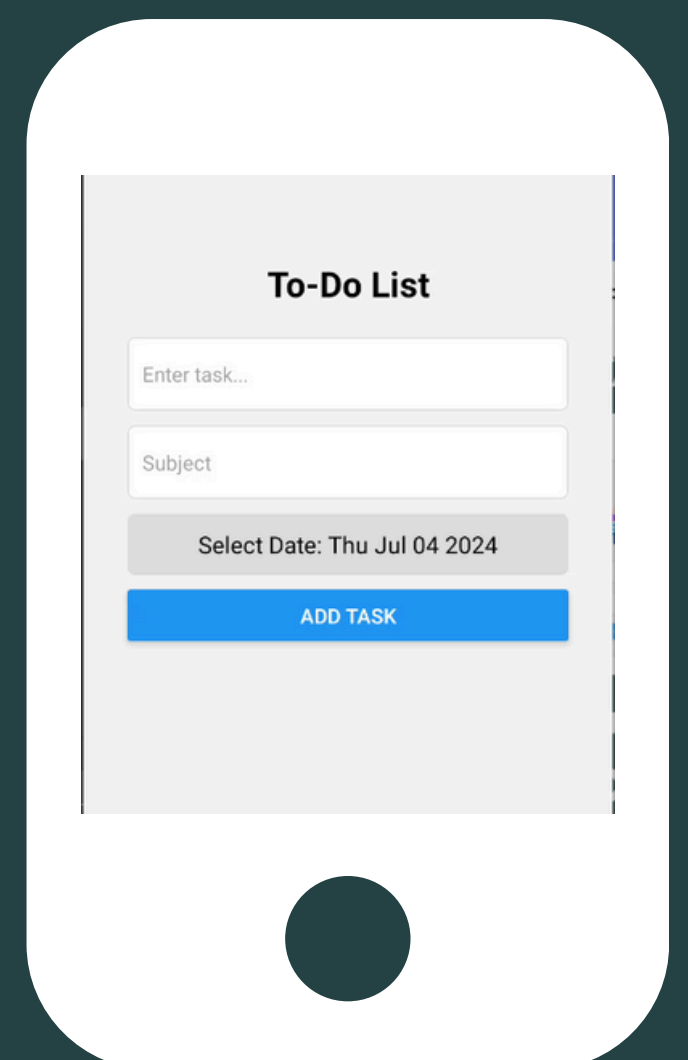 To-Do List
Enter task...
Subject
Select Date: Thu Jul 04 2024
ADD TASK